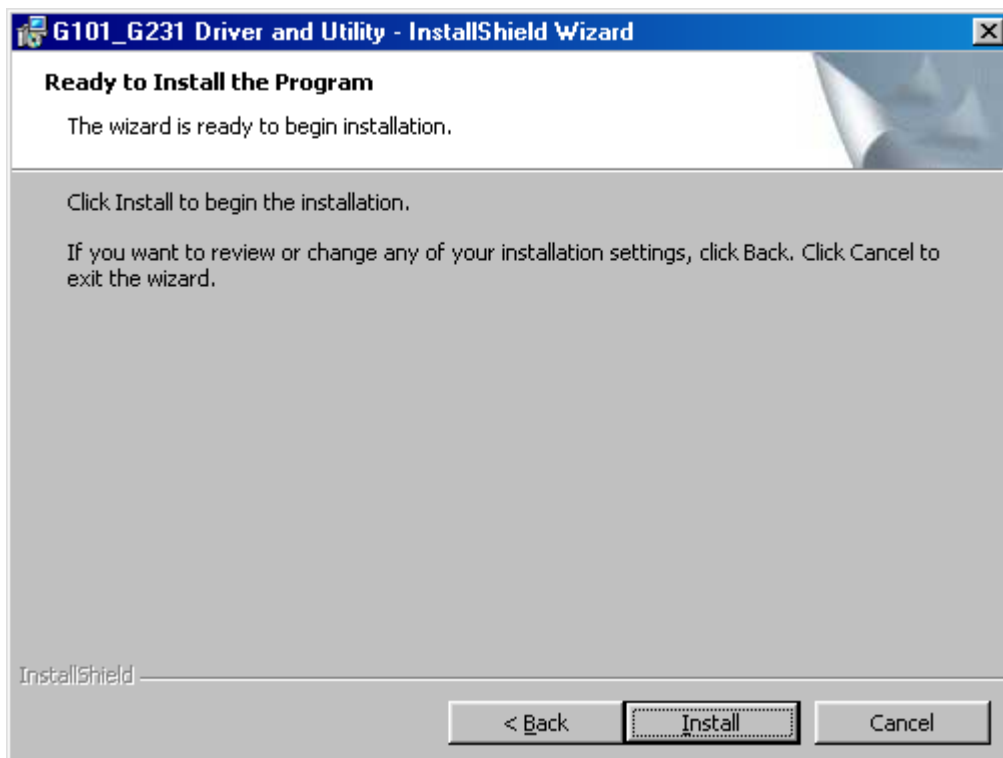 G101_G231 Driver and Utility - InstallShield Wizard
Ready to Install the Program
The wizard is ready to begin installation.
Click Install to begin the installation.
If you want to review or change any of your installation settings, click Back. Click Cancel to
exit the wizard.
InstallShield
< Back
Install
Cancel